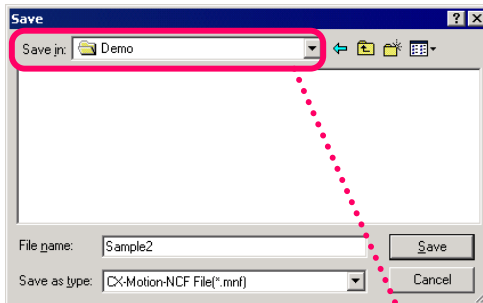 Save
Save in: Demo
File name: Sample2 Save
Save as type: CX-Motion-NCF File(*.mnf) Cancel